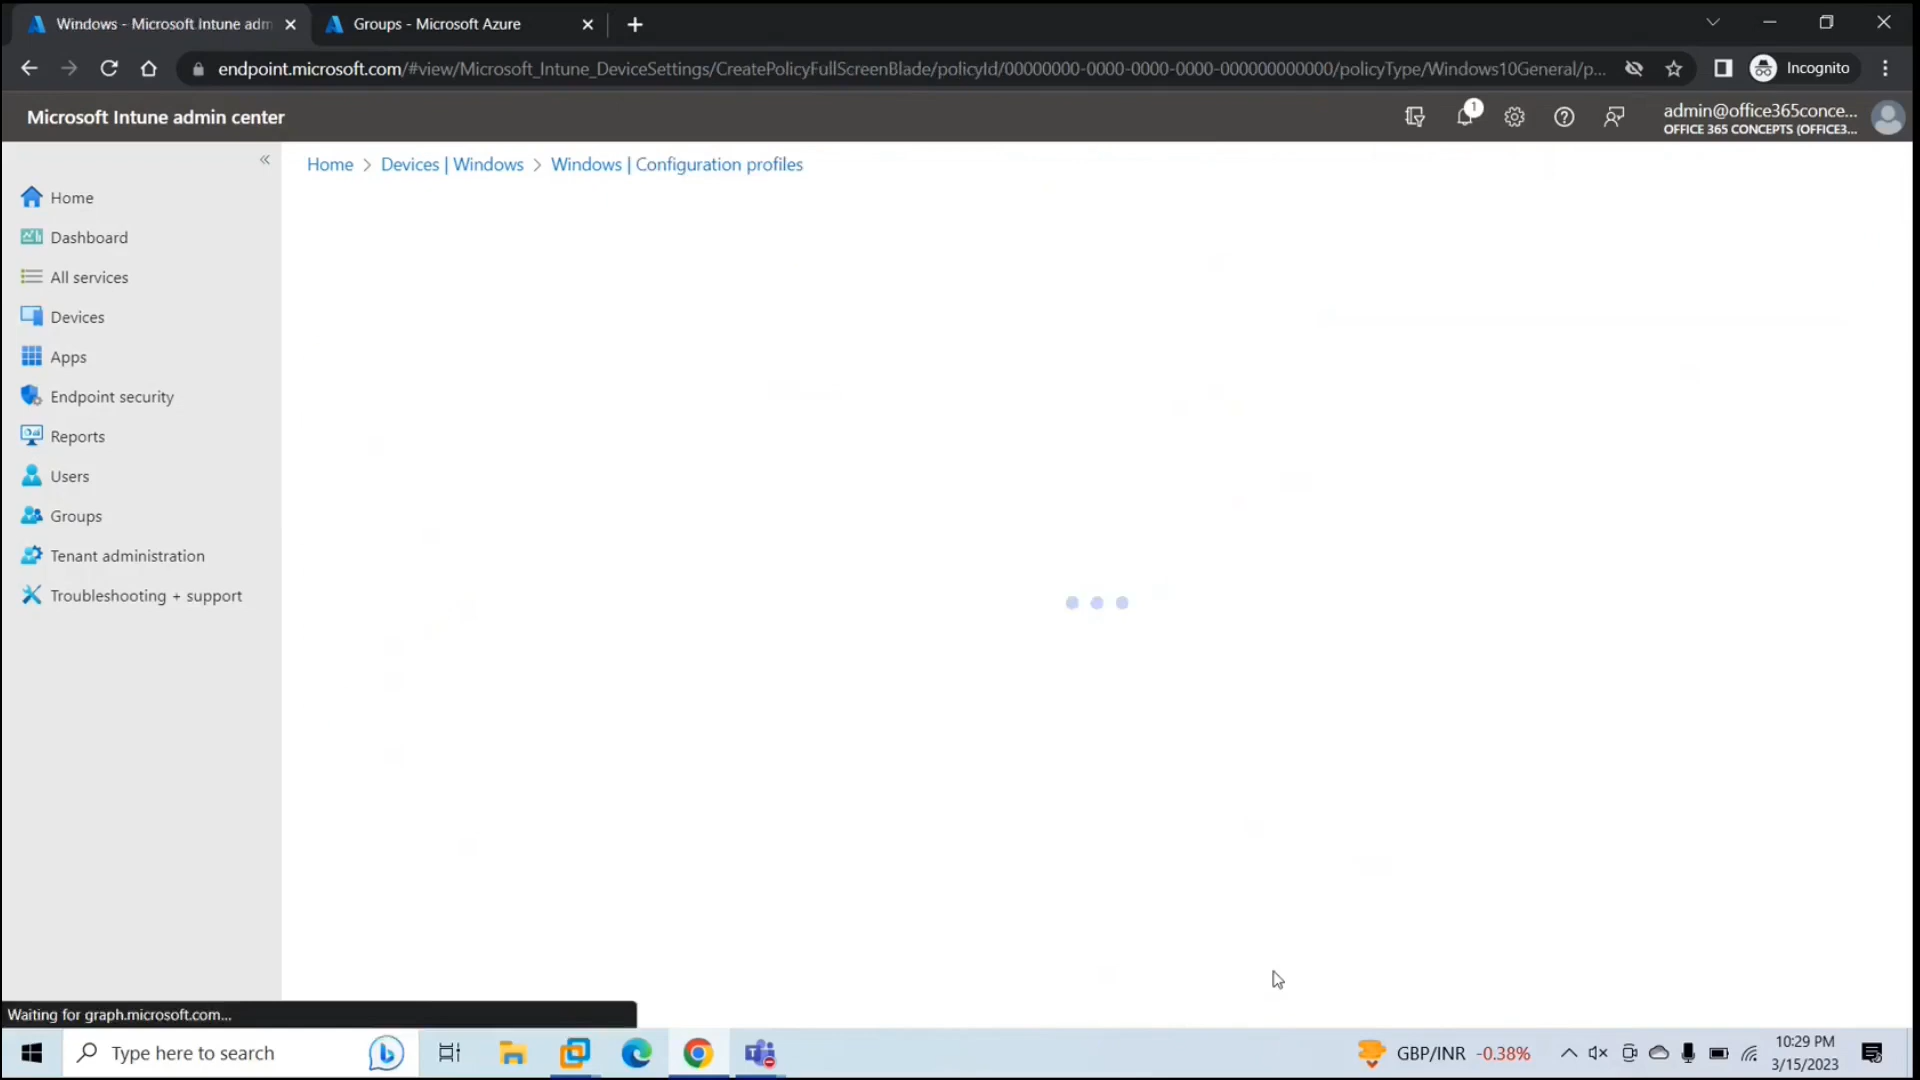 Windows - Microsoft Intune adm
Groups - Microsoft Azure
endpoint.microsoft.com/#view/Microsoft_Intune_DeviceSettings/CreatePolicyFullScreenBlade/policyId/00000000-0000-0000-0000-000000000000/policyType/Windows10General/p...
Incognito
Microsoft Intune admin center
1
admin@office365conce...
OFFICE 365 CONCEPTS (OFFICE3...
Home > Devices | Windows > Windows | Configuration profiles
Home
Dashboard
All services
Devices
Apps
Endpoint security
Reports
Users
Groups
Tenant administration
Troubleshooting + support
Waiting for graph.microsoft.com...
Type here to search
GBP/INR -0.38%
10:29 PM
3/15/2023